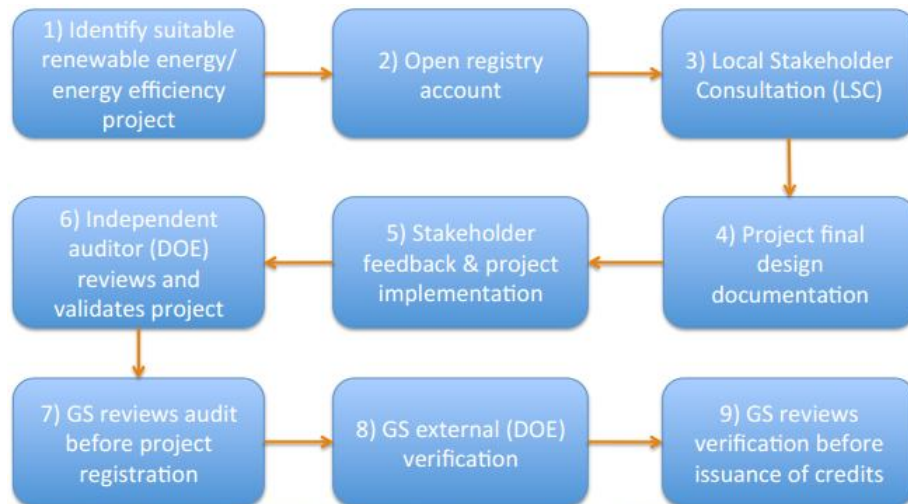 1) Identify suitable
renewable energy/
energy efficiency
project
2) Open registry
account
3) Local Stakeholder
Consultation (LSC)
4) Project final
design
documentation
5) Stakeholder
feedback & project
implementation
6) Independent
auditor (DOE)
reviews and
validates project
7) GS reviews audit
before project
registration
8) GS external (DOE)
verification
9) GS reviews
verification before
issuance of credits